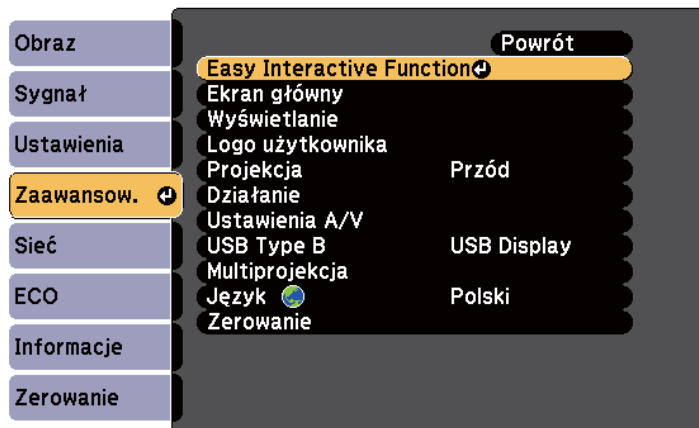 Obraz
Sygnał
Ustawienia
Zaawansow.
Sieć
ECO
Informacje
Zerowanie
Powrót
Easy Interactive Function
Ekran główny
Wyświetlanie
Logo użytkownika
Projekcja Przód
Działanie
Ustawienia A/V
USB Type B USB Display
Multiprojekcja
Język Polski
Zerowanie